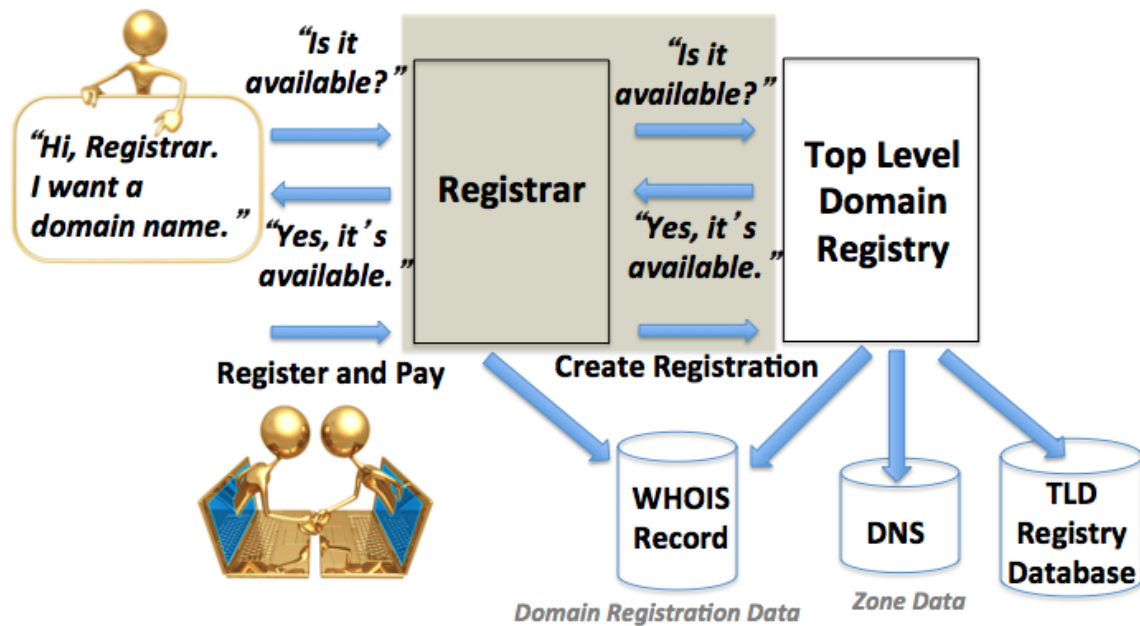 “Hi, Registrar.
I want a
domain name.”
“Is it
available?”
“Yes, it’s
available.”
Register and Pay
Registrar
“Is it
available?”
“Yes, it’s
available.”
Create Registration
Top Level
Domain
Registry
WHOIS
Record
Domain Registration Data
DNS
Zone Data
TLD
Registry
Database